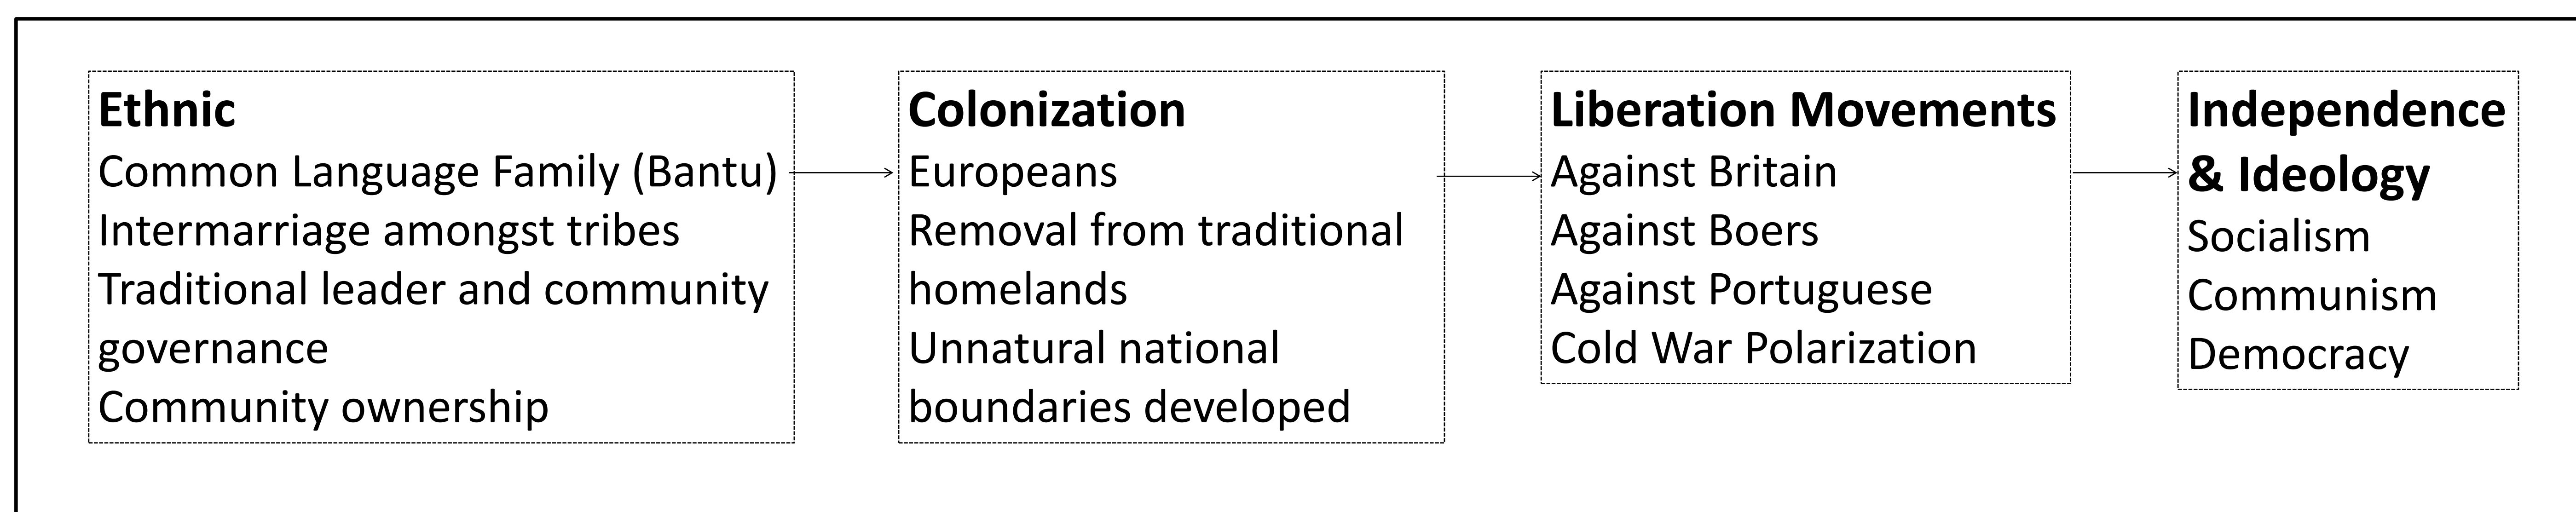 Ethnic
Common Language Family (Bantu)
Intermarriage amongst tribes
Traditional leader and community
governance
Community ownership
Colonization
Europeans
Removal from traditional
homelands
Unnatural national
boundaries developed
Liberation Movements
Against Britain
Against Boers
Against Portuguese
Cold War Polarization
Independence
& Ideology
Socialism
Communism
Democracy